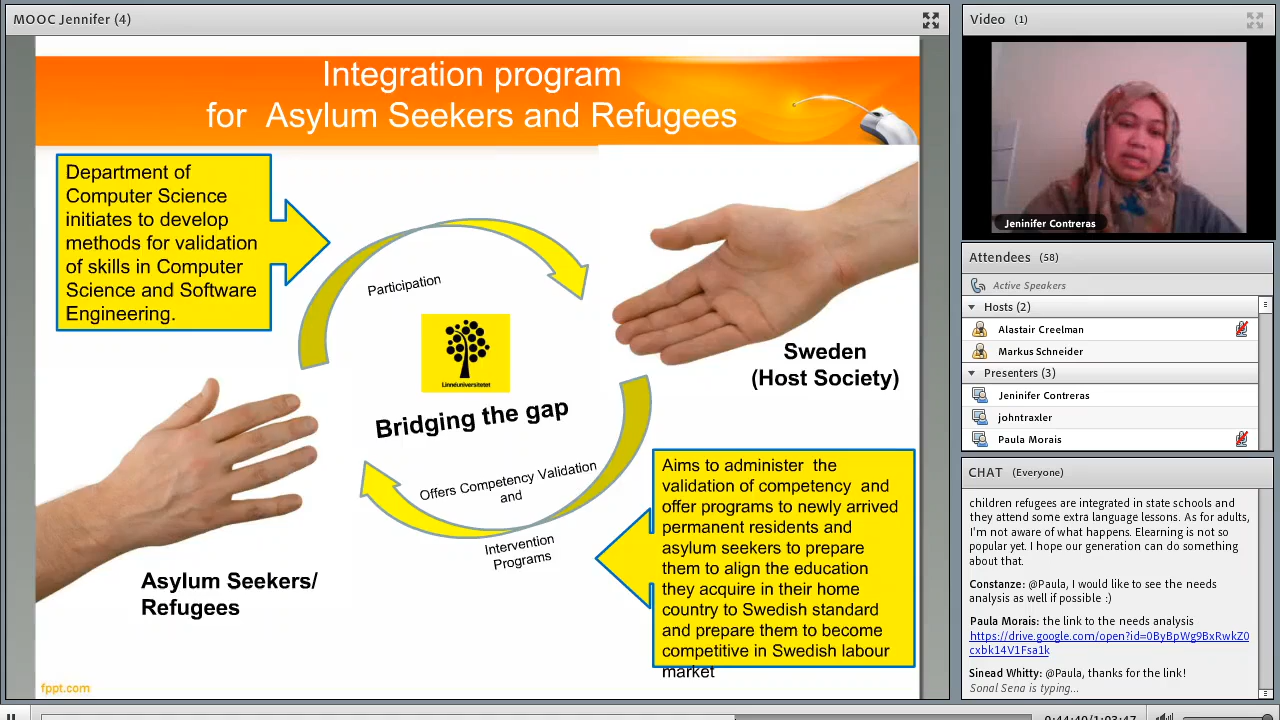 MOOC Jennifer (4)
Integration program
for Asylum Seekers and Refugees
Department of
Computer Science
initiates to develop
methods for validation
of skills in Computer
Science and Software
Engineering.
Participation
Linnéuniversitetet
Bridging the gap
Sweden
(Host Society)
Offers Competency Validation
and
Intervention
Programs
Asylum Seekers/
Refugees
Aims to administer the
validation of competency and
offer programs to newly arrived
permanent residents and
asylum seekers to prepare
them to align the education
they acquire in their home
country to Swedish standard
and prepare them to become
competitive in Swedish labour
market
fppt.com
Video (1)
Jeninifer Contreras
Attendees (58)
Active Speakers
Hosts (2)
Alastair Creelman
Markus Schneider
Presenters (3)
Jeninifer Contreras
johntraxler
Paula Morais
CHAT (Everyone)
children refugees are integrated in state schools and
they attend some extra language lessons. As for adults,
I'm not aware of what happens. Elearning is not so
popular yet. I hope our generation can do something
about that.
Constanze: @Paula, I would like to see the needs
analysis as well if possible :)
Paula Morais: the link to the needs analysis
https://drive.google.com/open?id=0ByBpWg9BxRwkZ0
cxbk14V1Fsa1k
Sinead Whitty: @Paula, thanks for the link!
Sonal Sena is typing...
0:44:40/1:03:47